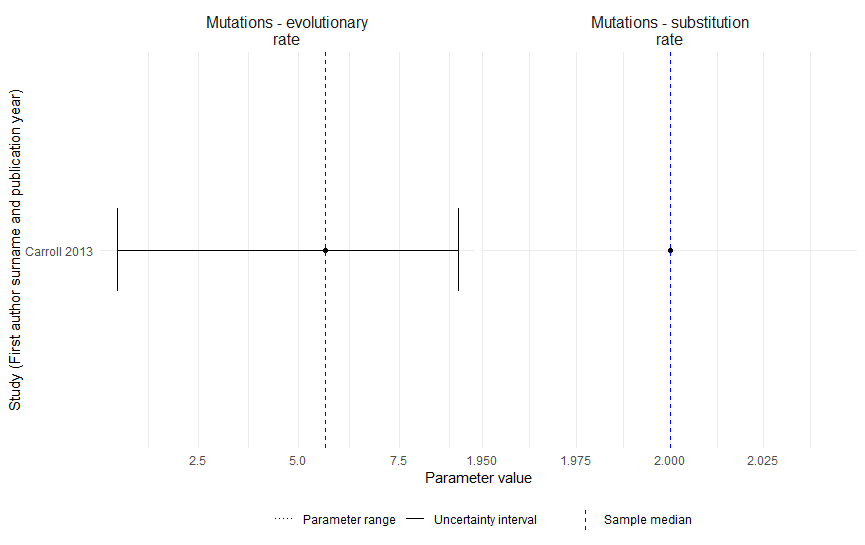 Mutations - evolutionary
rate
Mutations - substitution
rate
Study (First author surname and publication year)
Carroll 2013
2.5 5.0 7.5 1.950 1.975 2.000 2.025
Parameter value
Parameter range Uncertainty interval Sample median